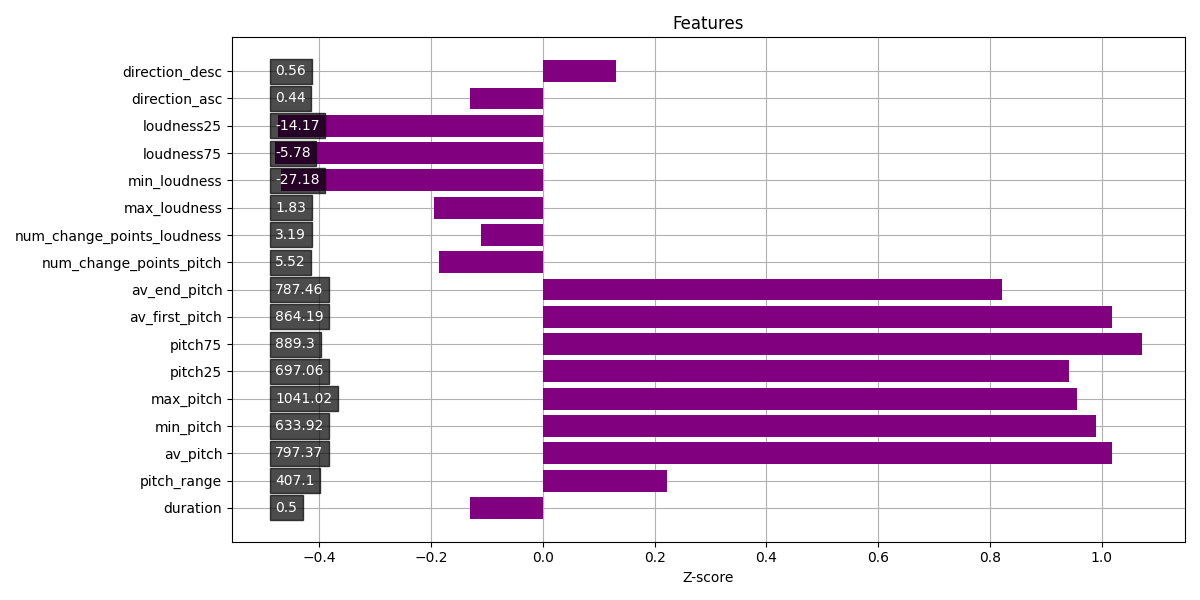 Features
direction_desc 0.56
direction_asc 0.44
loudness25 -14.17
loudness75 -5.78
min_loudness -27.18
max_loudness 1.83
num_change_points_loudness 3.19
num_change_points_pitch 5.52
av_end_pitch 787.46
av_first_pitch 864.19
pitch75 889.3
pitch25 697.06
max_pitch 1041.02
min_pitch 633.92
av_pitch 797.37
pitch_range 407.1
duration 0.5
−0.4 −0.2 0.0 0.2 0.4 0.6 0.8 1.0
Z-score